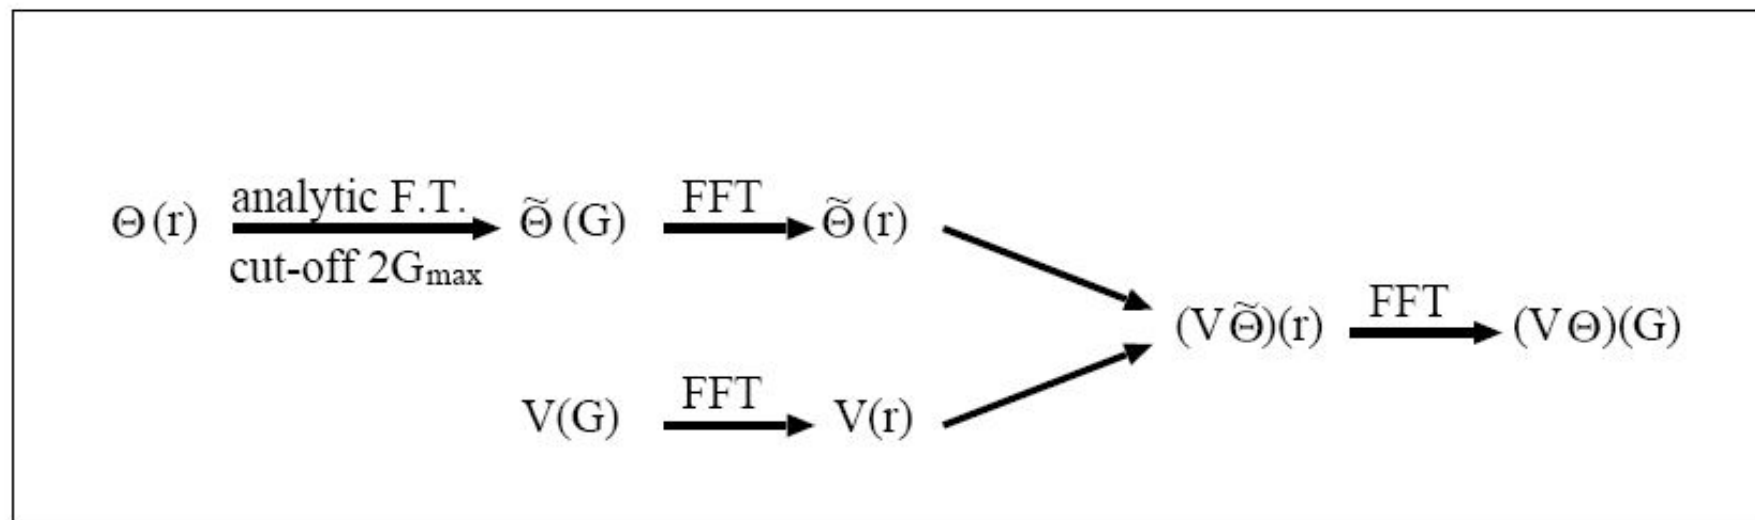 analytic F.T. FFT
Θ(r) Θ̃(G) Θ̃(r)
cut-off 2Gmax
FFT
(VΘ̃)(r) (VΘ)(G)
FFT
V(G) V(r)